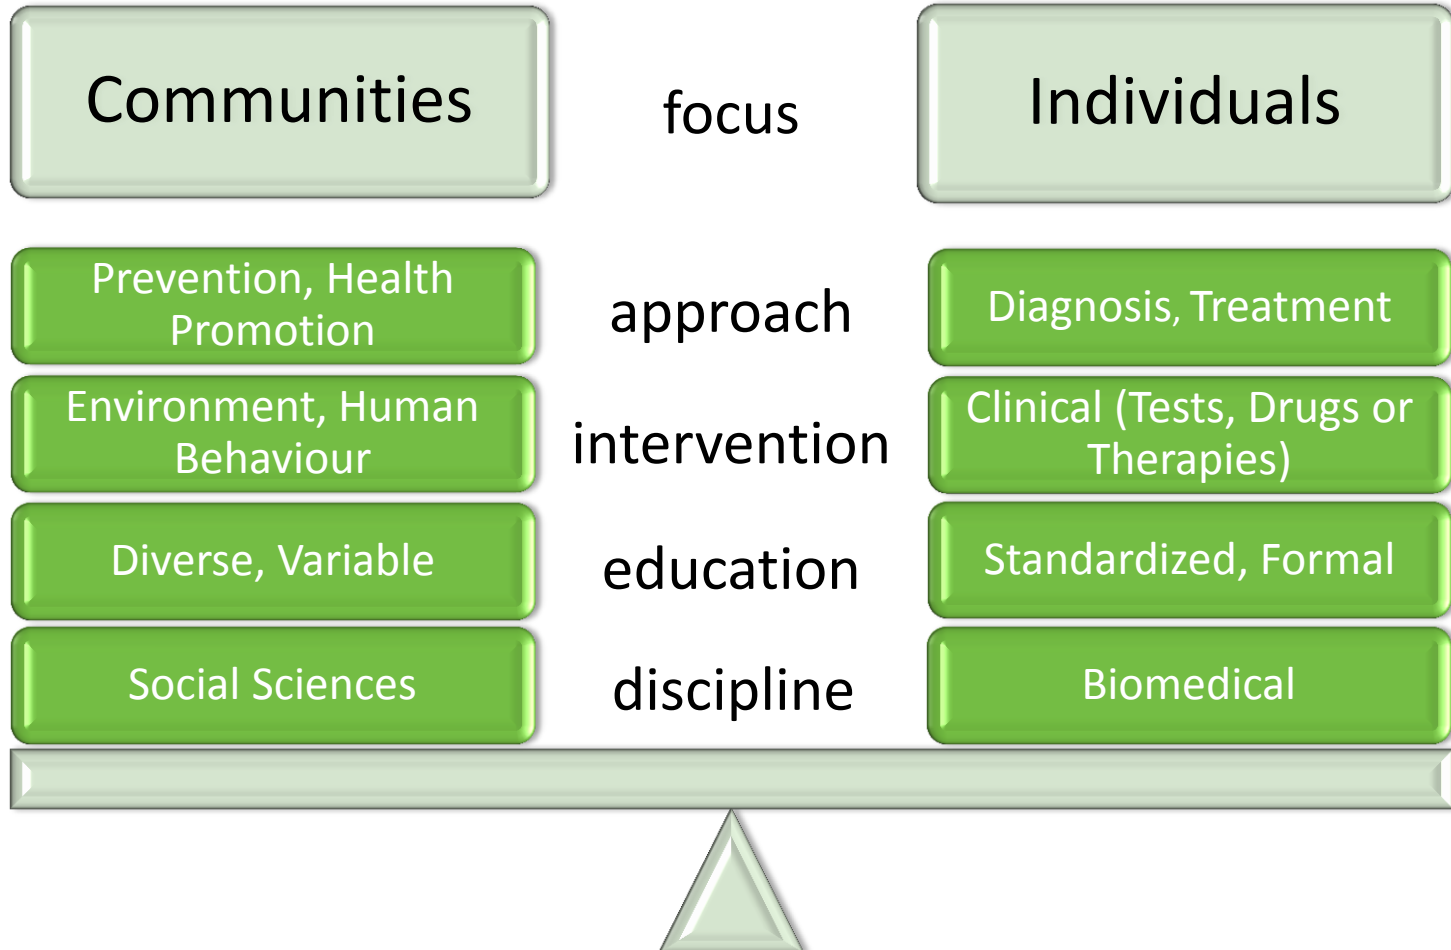 Communities
focus
Individuals
Prevention, Health
Promotion
approach
Diagnosis, Treatment
Environment, Human
Behaviour
intervention
Clinical (Tests, Drugs or
Therapies)
Diverse, Variable
education
Standardized, Formal
Social Sciences
discipline
Biomedical